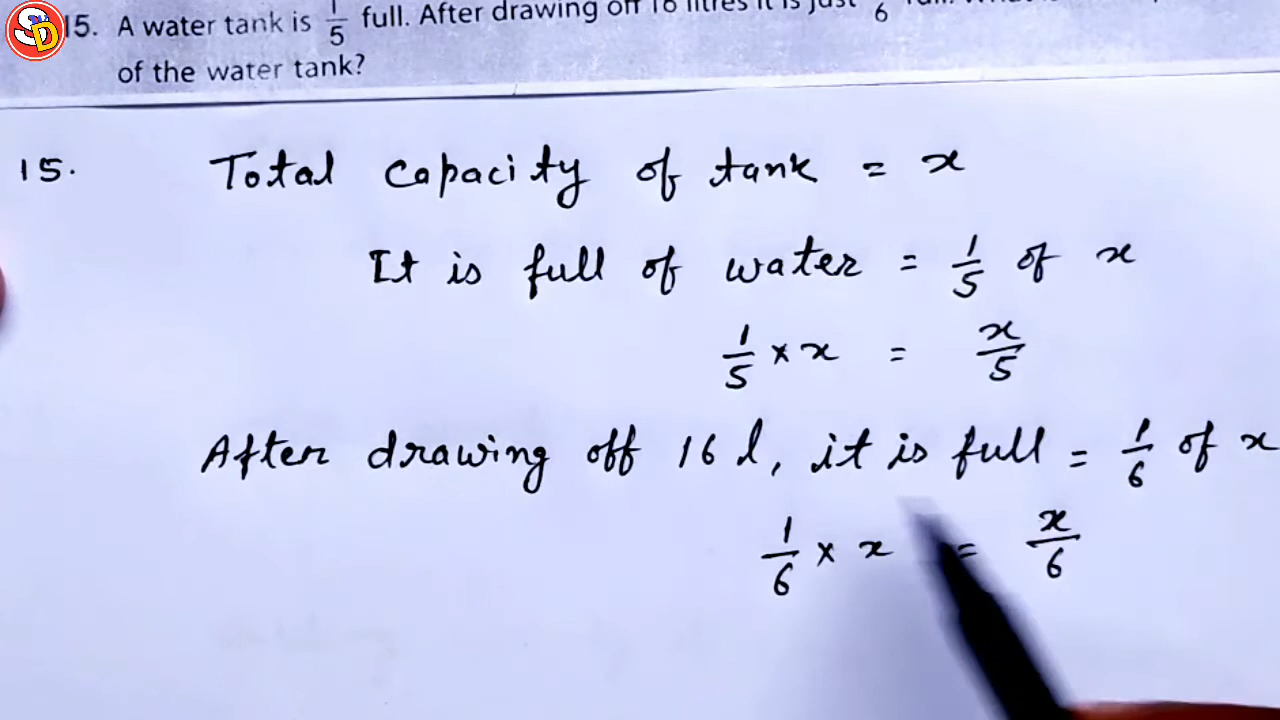 SD
15. A water tank is 1/5 full. After drawing off 16 litres it is just 1/6
of the water tank?
15. Total capacity of tank = x
It is full of water = 1/5 of x
1/5 × x = x/5
After drawing off 16 l, it is full = 1/6 of x
1/6 × x = x/6